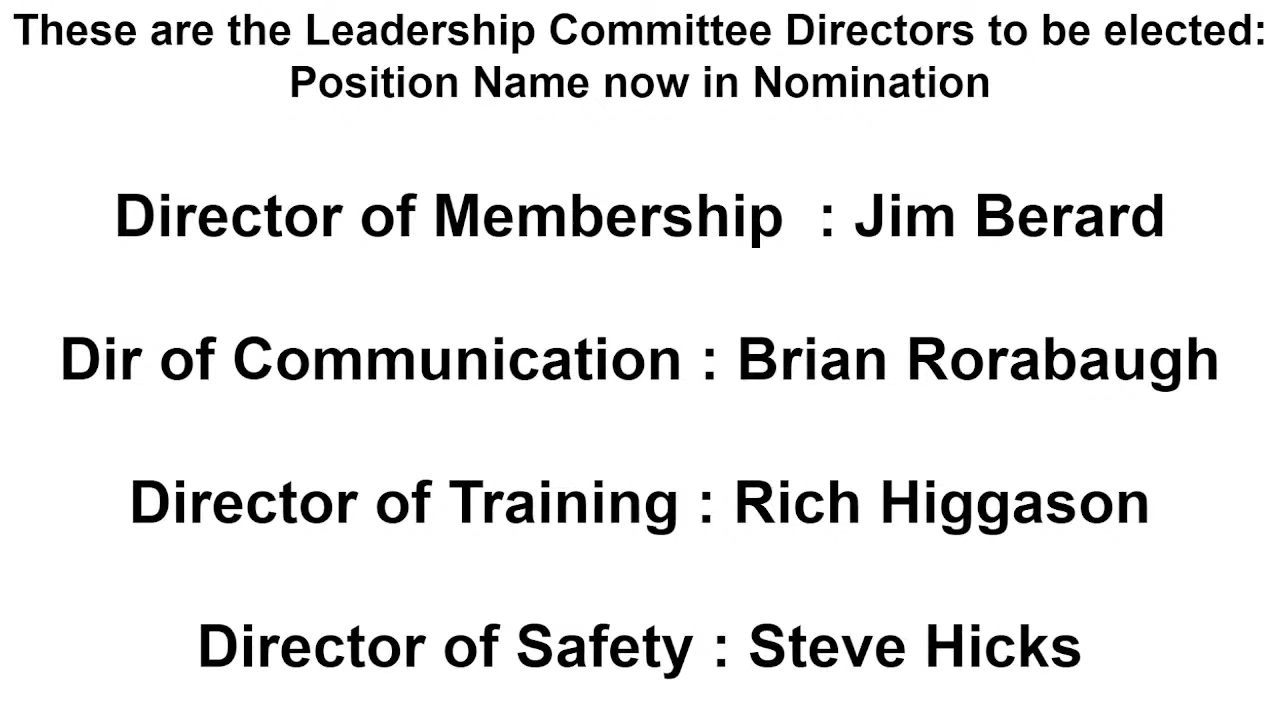 These are the Leadership Committee Directors to be elected:
Position Name now in Nomination
Director of Membership  : Jim Berard
Dir of Communication : Brian Rorabaugh
Director of Training : Rich Higgason
Director of Safety : Steve Hicks